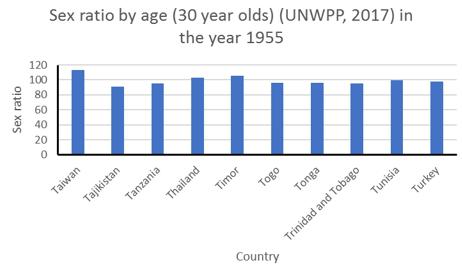 Sex ratio by age (30 year olds) (UNWPP, 2017) in
the year 1955
120
100
80
60
40
20
0
Sex ratio
Taiwan
Tajikistan
Tanzania
Thailand
Timor
Togo
Tonga
Trinidad and Tobago
Tunisia
Turkey
Country